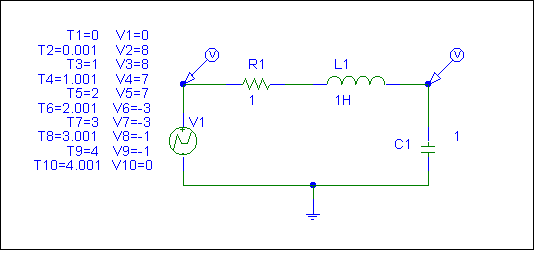 T1=0 V1=0
T2=0.001 V2=8
T3=1 V3=8
T4=1.001 V4=7
T5=2 V5=7
T6=2.001 V6=-3
T7=3 V7=-3
T8=3.001 V8=-1
T9=4 V9=-1
T10=4.001 V10=0
V
R1
1
L1
1H
V
V1
C1
1